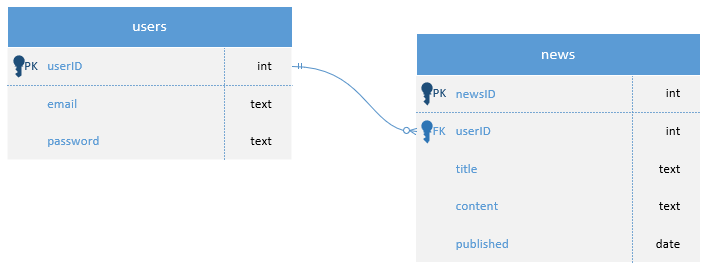 users
PK userID int
email text
password text
news
PK newsID int
FK userID int
title text
content text
published date